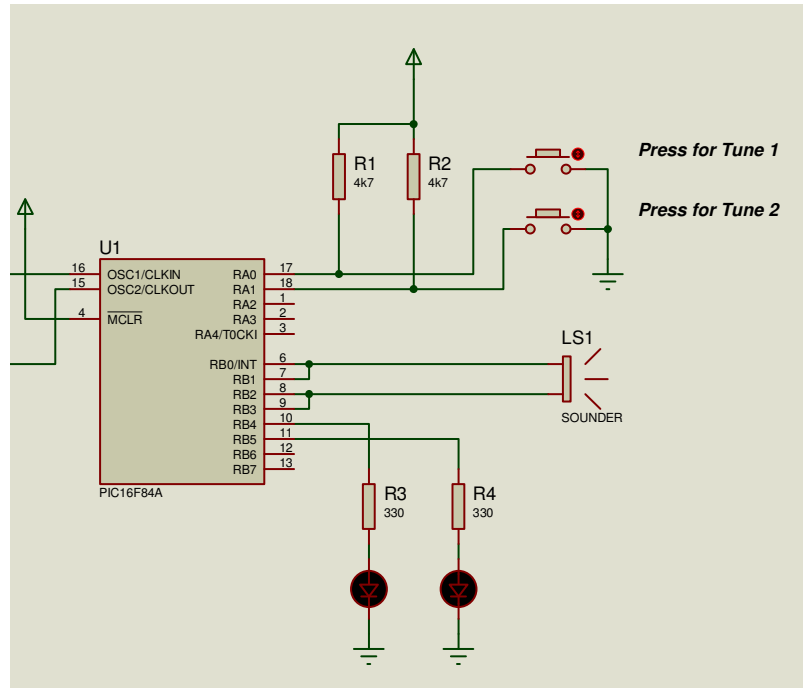 Press for Tune 1
Press for Tune 2
R1
4k7
R2
4k7
U1
16 OSC1/CLKIN RA0 17
15 OSC2/CLKOUT RA1 18
RA2 1
4 MCLR RA3 2
RA4/T0CKI 3
RB0/INT 6
RB1 7
RB2 8
RB3 9
RB4 10
RB5 11
RB6 12
RB7 13
PIC16F84A
LS1
SOUNDER
R3
330
R4
330